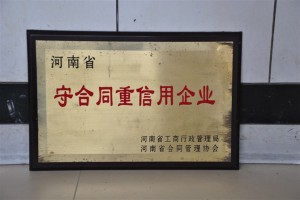 河南省
守合同重信用企业
河南省工商行政管理局
河南省合同管理协会